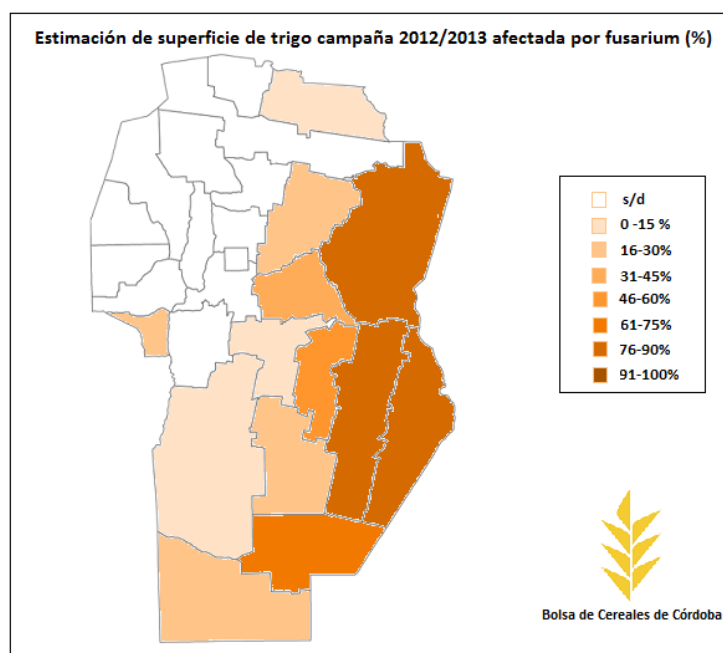 Estimación de superficie de trigo campaña 2012/2013 afectada por fusarium (%)
s/d
0 -15 %
16-30%
31-45%
46-60%
61-75%
76-90%
91-100%
Bolsa de Cereales de Córdoba